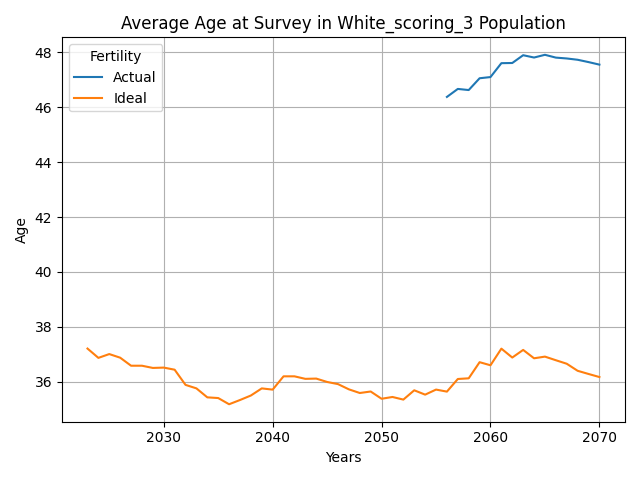 Average Age at Survey in White_scoring_3 Population
Fertility
Actual
Ideal
48
46
44
42
40
38
36
Age
2030
2040
2050
2060
2070
Years